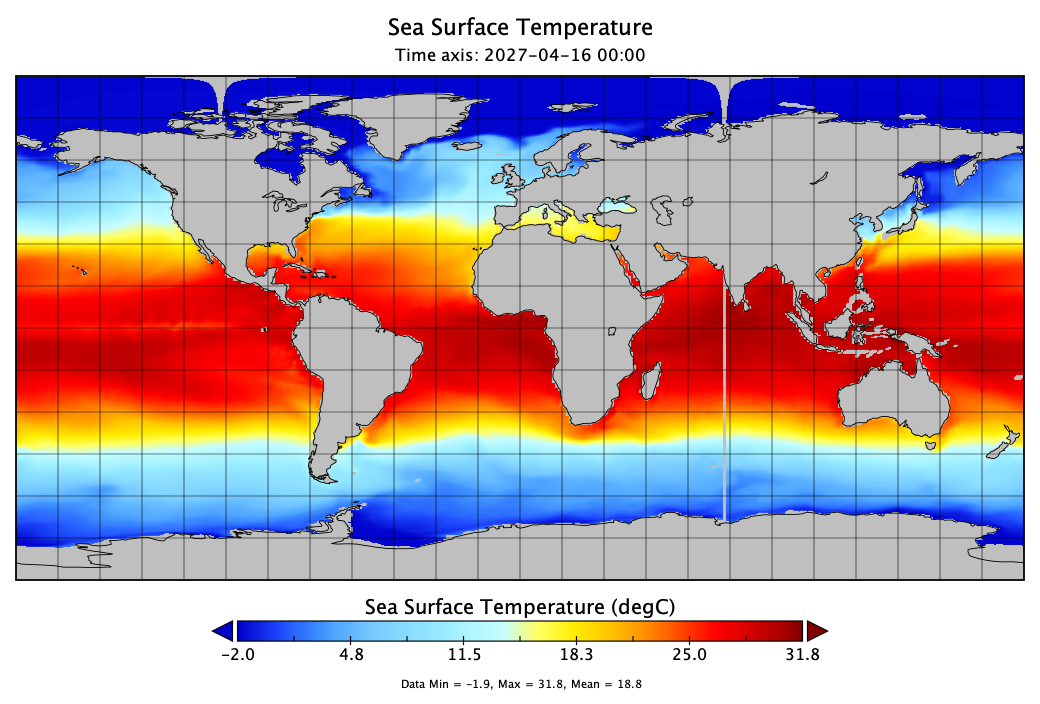 Sea Surface Temperature
Time axis: 2027-04-16 00:00
Sea Surface Temperature (degC)
−2.0 4.8 11.5 18.3 25.0 31.8
Data Min = −1.9, Max = 31.8, Mean = 18.8